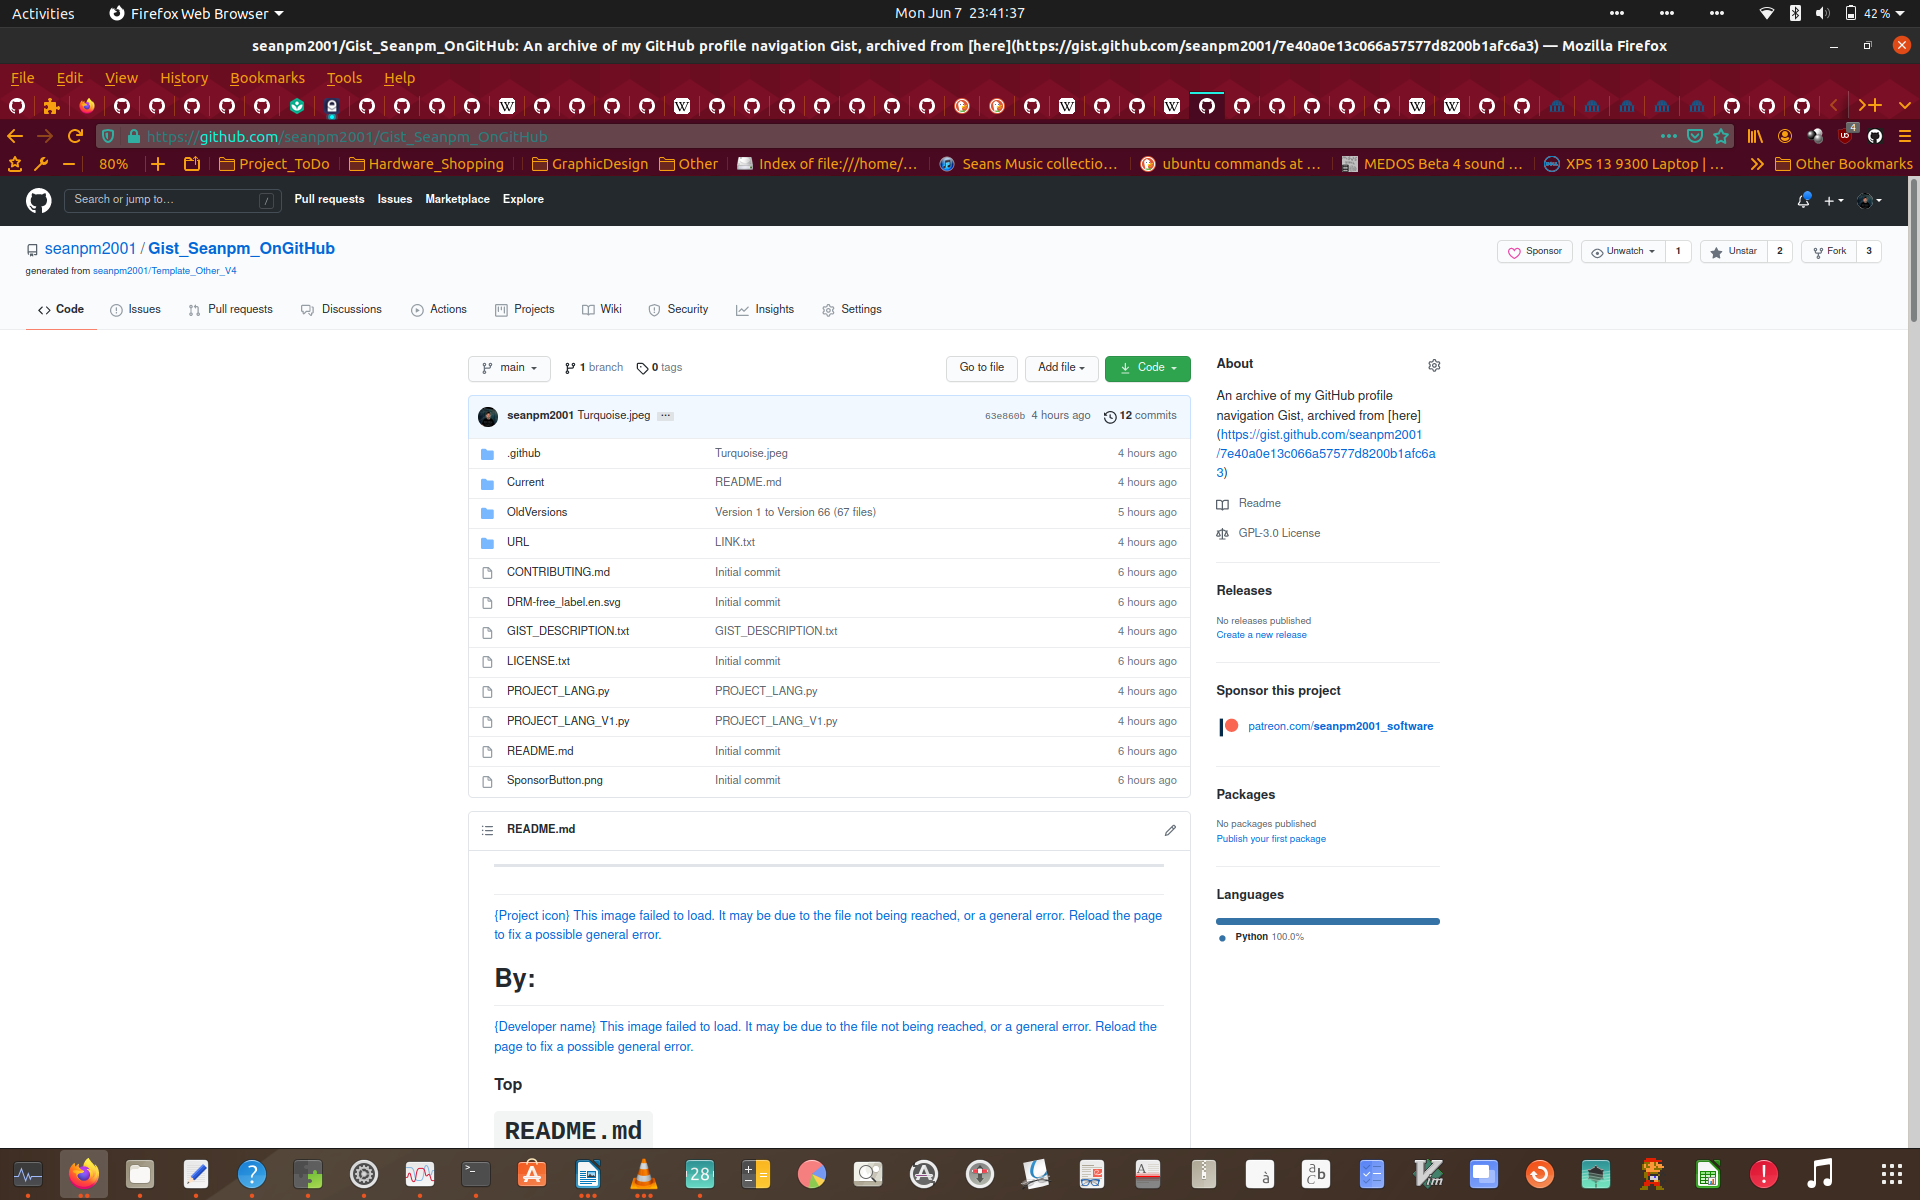 Activities
Firefox Web Browser
Mon Jun 7 23:41:37
42 %
seanpm2001/Gist_Seanpm_OnGitHub: An archive of my GitHub profile navigation Gist, archived from [here](https://gist.github.com/seanpm2001/7e40a0e13c066a57577d8200b1afc6a3) — Mozilla Firefox
File Edit View History Bookmarks Tools Help
https://github.com/seanpm2001/Gist_Seanpm_OnGitHub
4
80%
Project_ToDo
Hardware_Shopping
GraphicDesign
Other
Index of file:///home/…
Seans Music collectio…
ubuntu commands at …
MEDOS Beta 4 sound …
XPS 13 9300 Laptop | …
Other Bookmarks
Search or jump to…
/
Pull requests Issues Marketplace Explore
seanpm2001 / Gist_Seanpm_OnGitHub
generated from seanpm2001/Template_Other_V4
Sponsor
Unwatch 1
Unstar 2
Fork 3
Code
Issues
Pull requests
Discussions
Actions
Projects
Wiki
Security
Insights
Settings
main
1 branch
0 tags
Go to file
Add file
Code
seanpm2001 Turquoise.jpeg ...
63e860b 4 hours ago 12 commits
.github Turquoise.jpeg 4 hours ago
Current README.md 4 hours ago
OldVersions Version 1 to Version 66 (67 files) 5 hours ago
URL LINK.txt 4 hours ago
CONTRIBUTING.md Initial commit 6 hours ago
DRM-free_label.en.svg Initial commit 6 hours ago
GIST_DESCRIPTION.txt GIST_DESCRIPTION.txt 4 hours ago
LICENSE.txt Initial commit 6 hours ago
PROJECT_LANG.py PROJECT_LANG.py 4 hours ago
PROJECT_LANG_V1.py PROJECT_LANG_V1.py 4 hours ago
README.md Initial commit 6 hours ago
SponsorButton.png Initial commit 6 hours ago
README.md
{Project icon} This image failed to load. It may be due to the file not being reached, or a general error. Reload the page
to fix a possible general error.
By:
{Developer name} This image failed to load. It may be due to the file not being reached, or a general error. Reload the
page to fix a possible general error.
Top
README.md
About
An archive of my GitHub profile
navigation Gist, archived from [here]
(https://gist.github.com/seanpm2001
/7e40a0e13c066a57577d8200b1afc6a
3)
Readme
GPL-3.0 License
Releases
No releases published
Create a new release
Sponsor this project
patreon.com/seanpm2001_software
Packages
No packages published
Publish your first package
Languages
Python 100.0%
28